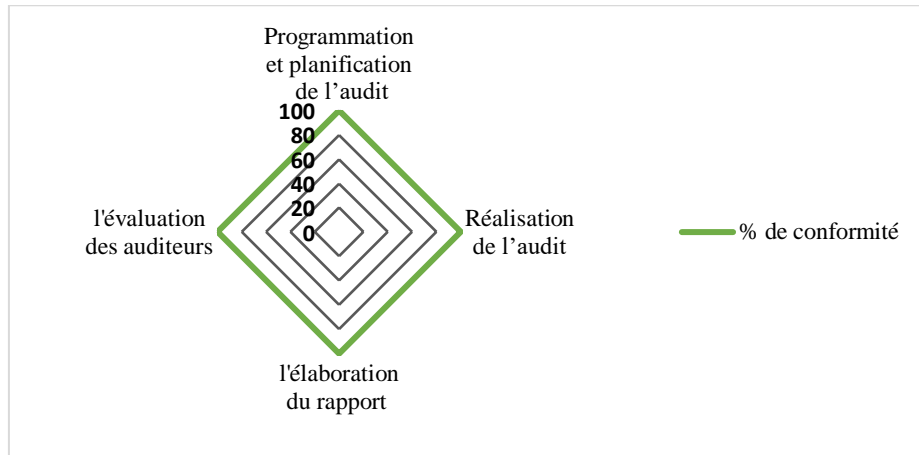 Programmation
et planification
de l’audit
100
80
60
40
20
0
l'évaluation
des auditeurs
Réalisation
de l’audit
% de conformité
l'élaboration
du rapport